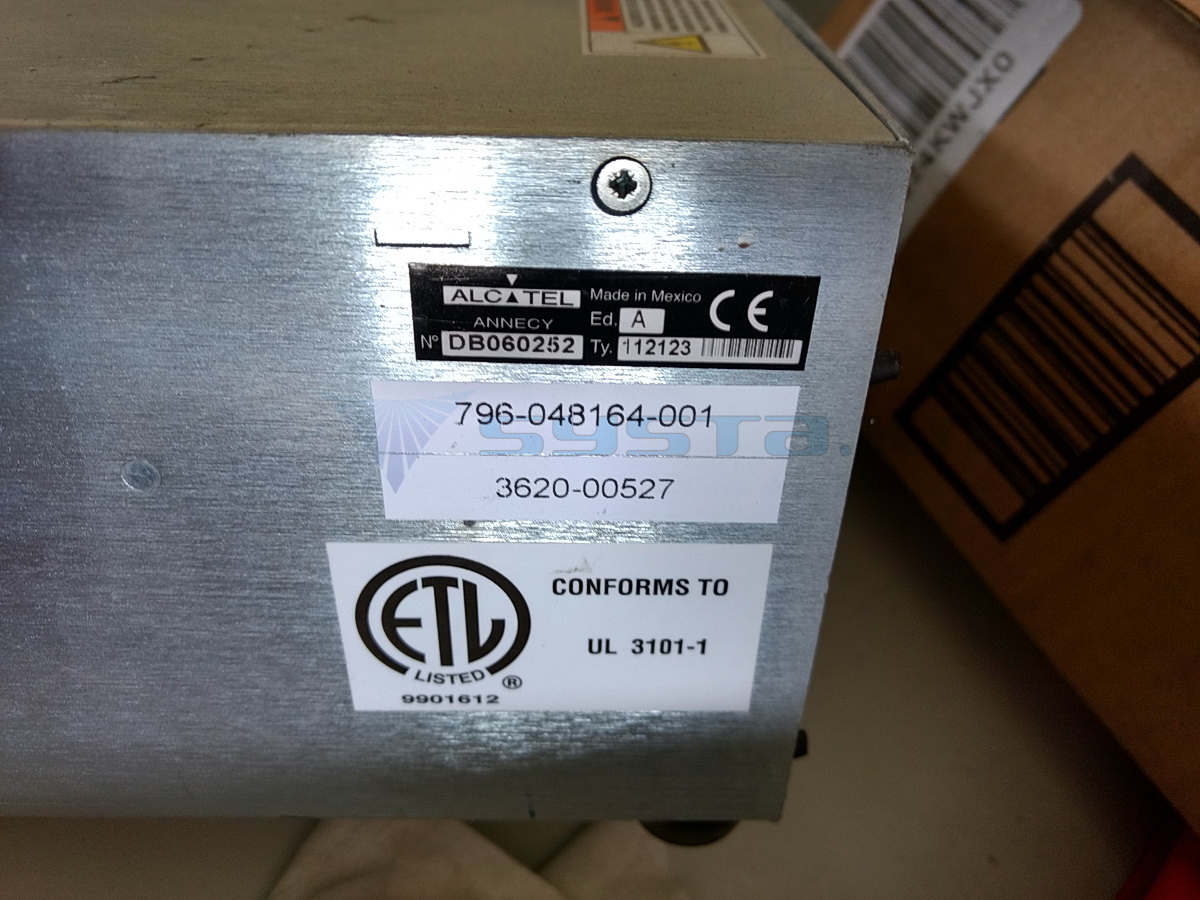 ALCATEL Made in Mexico CE
ANNECY Ed. A
N° DB060252 Ty. 112123
796-048164-001
systa.
3620-00527
ETL CONFORMS TO
UL 3101-1
LISTED ®
9901612